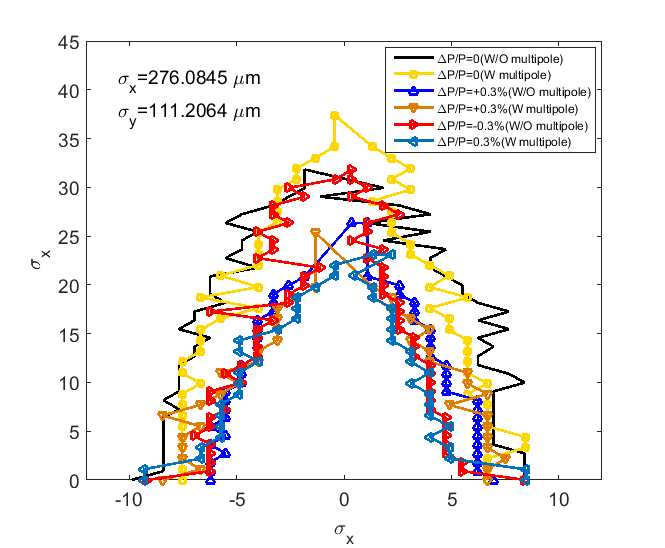 45
40
35
30
25
20
15
10
5
0
-10
-5
0
5
10
σx
σx
σx=276.0845 μm
σy=111.2064 μm
ΔP/P=0(W/O multipole)
ΔP/P=0(W multipole)
ΔP/P=+0.3%(W/O multipole)
ΔP/P=+0.3%(W multipole)
ΔP/P=-0.3%(W/O multipole)
ΔP/P=0.3%(W multipole)